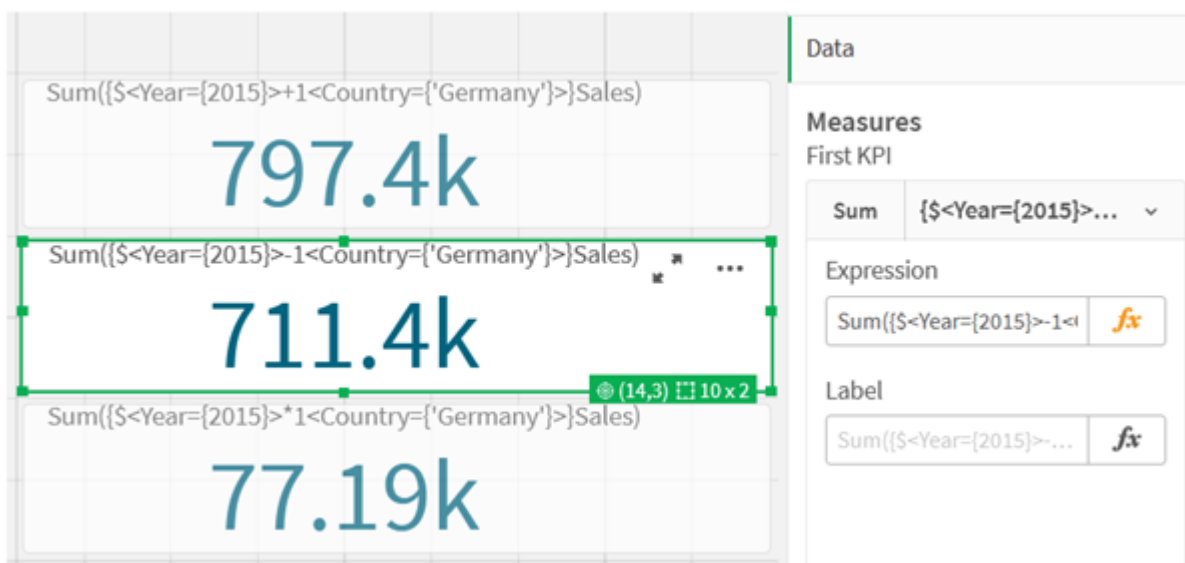 Sum({$<Year={2015}>+1<Country={'Germany'}>}Sales)
797.4k
Sum({$<Year={2015}>-1<Country={'Germany'}>}Sales)
711.4k
(14,3) 10 x 2
Sum({$<Year={2015}>*1<Country={'Germany'}>}Sales)
77.19k
Data
Measures
First KPI
Sum {$<Year={2015}>...
Expression
Sum({$<Year={2015}>-1<( fx
Label
Sum({$<Year={2015}>-... fx